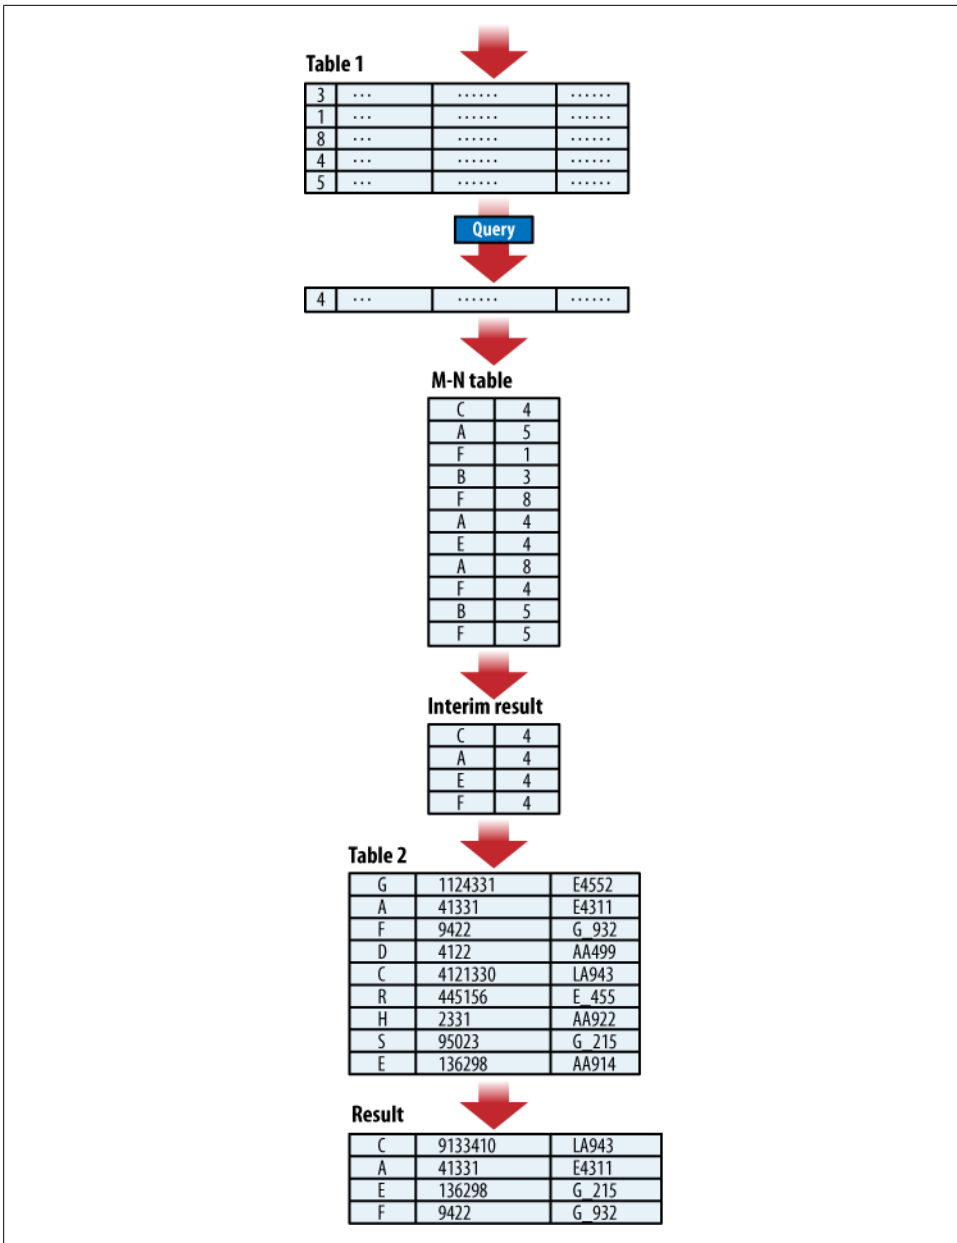 Table 1
3 ... ...... ......
1 ... ...... ......
8 ... ...... ......
4 ... ...... ......
5 ... ...... ......
Query
4 ... ...... ......
M-N table
C 4
A 5
F 1
B 3
F 8
A 4
E 4
A 8
F 4
B 5
F 5
Interim result
C 4
A 4
E 4
F 4
Table 2
G 1124331 E4552
A 41331 E4311
F 9422 G_932
D 4122 AA499
C 4121330 LA943
R 445156 E_455
H 2331 AA922
S 95023 G_215
E 136298 AA914
Result
C 9133410 LA943
A 41331 E4311
E 136298 G_215
F 9422 G_932